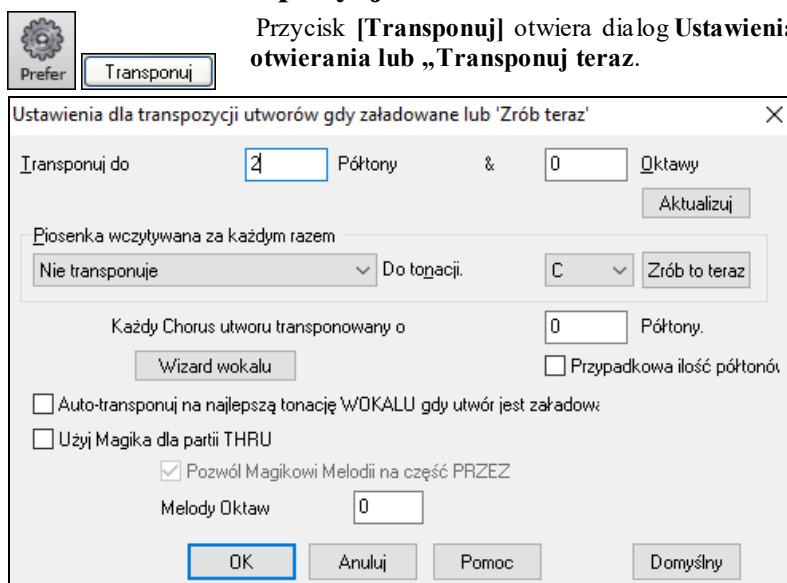 Przycisk [Transponuj] otwiera dialog Ustawienia
otwierania lub „Transponuj teraz.
Prefer
Transponuj
Ustawienia dla transpozycji utworów gdy załadowane lub 'Zrób teraz'
Transponuj do 2 Półtony & 0 Oktawy
Aktualizuj
Piosenka wczytywana za każdym razem
Nie transponuje Do tonacji. C Zrób to teraz
Każdy Chorus utworu transponowany o 0 Półtony.
Wizard wokalu Przypadkowa ilość półtonów
Auto-transponuj na najlepszą tonację WOKALU gdy utwór jest załadowa
Użyj Magika dla partii THRU
Pozwól Magikowi Melodii na część PRZEZ
Melody Oktaw 0
OK Anuluj Pomoc Domyślny